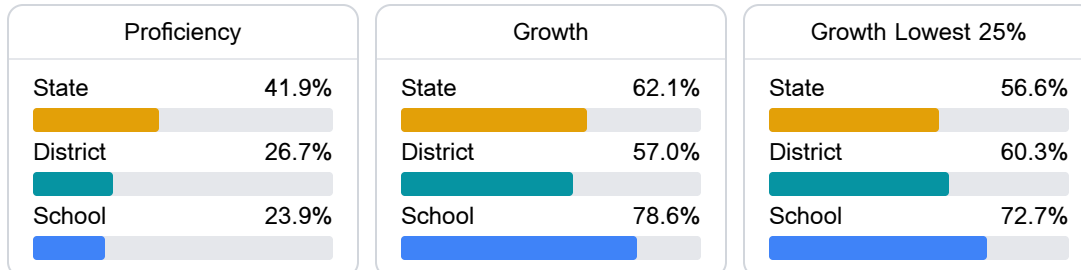 Proficiency
State 41.9%
District 26.7%
School 23.9%
Growth
State 62.1%
District 57.0%
School 78.6%
Growth Lowest 25%
State 56.6%
District 60.3%
School 72.7%